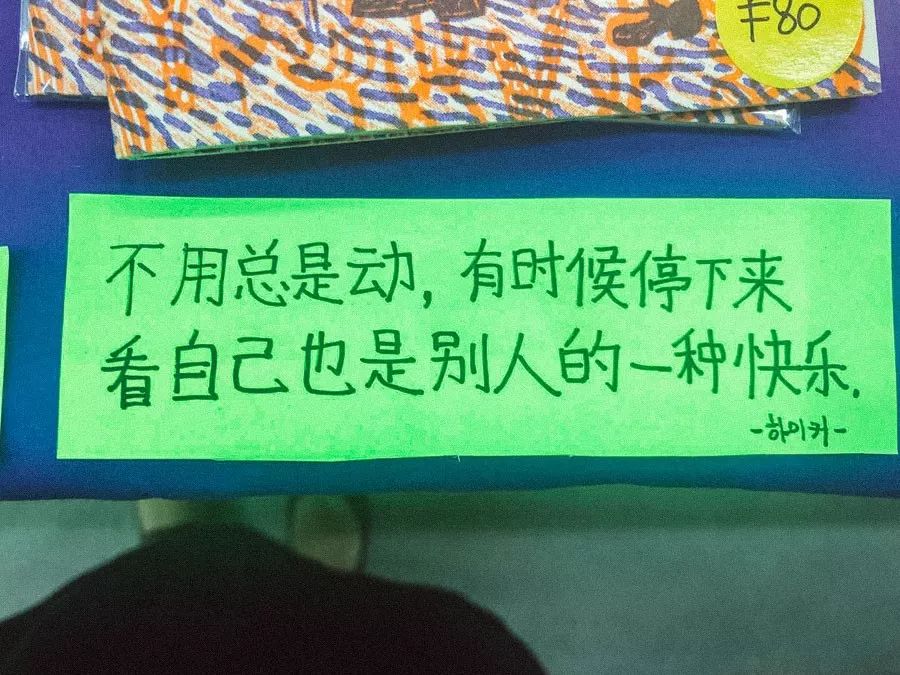 ¥80
不用总是动，有时候停下来
看自己也是别人的一种快乐.
-하이커-